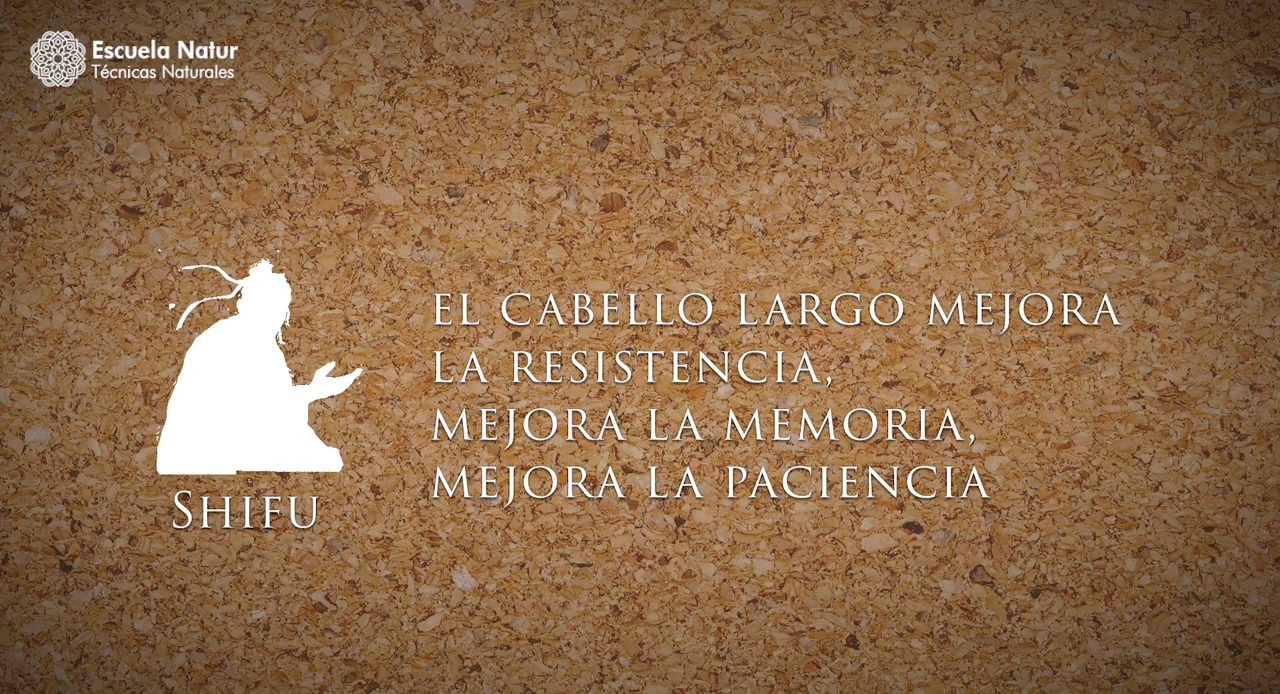 Escuela Natur
Técnicas Naturales
EL CABELLO LARGO MEJORA
LA RESISTENCIA,
MEJORA LA MEMORIA,
MEJORA LA PACIENCIA
SHIFU